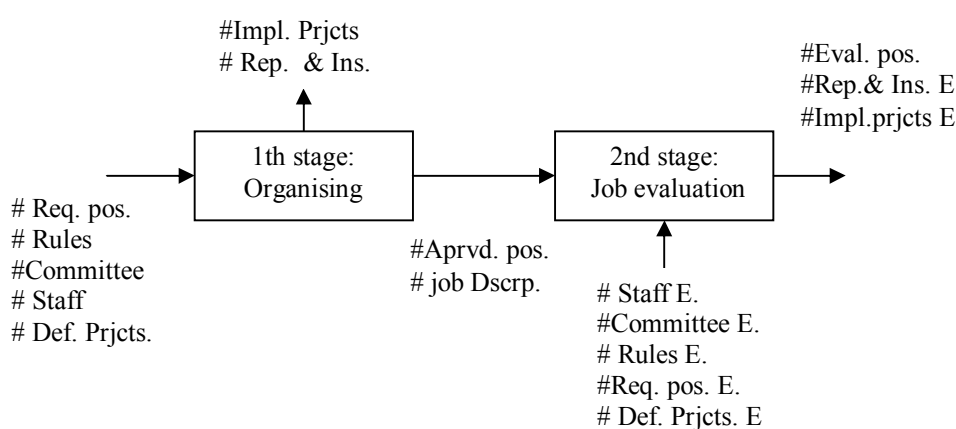 #Impl. Prjcts
# Rep. & Ins.
#Eval. pos.
#Rep.& Ins. E
#Impl.prjcts E
1th stage:
Organising
2nd stage:
Job evaluation
# Req. pos.
# Rules
#Committee
# Staff
# Def. Prjcts.
#Aprvd. pos.
# job Dscrp.
# Staff E.
#Committee E.
# Rules E.
#Req. pos. E.
# Def. Prjcts. E